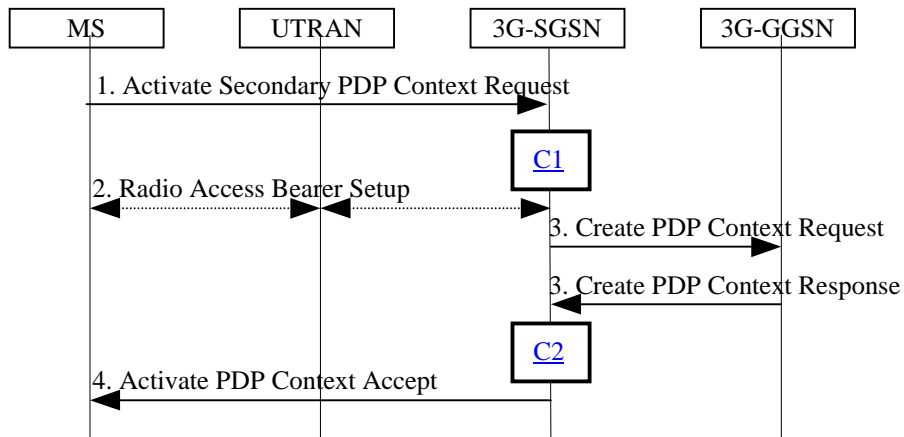 MS
UTRAN
3G-SGSN
3G-GGSN
1. Activate Secondary PDP Context Request
C1
2. Radio Access Bearer Setup
3. Create PDP Context Request
3. Create PDP Context Response
C2
4. Activate PDP Context Accept